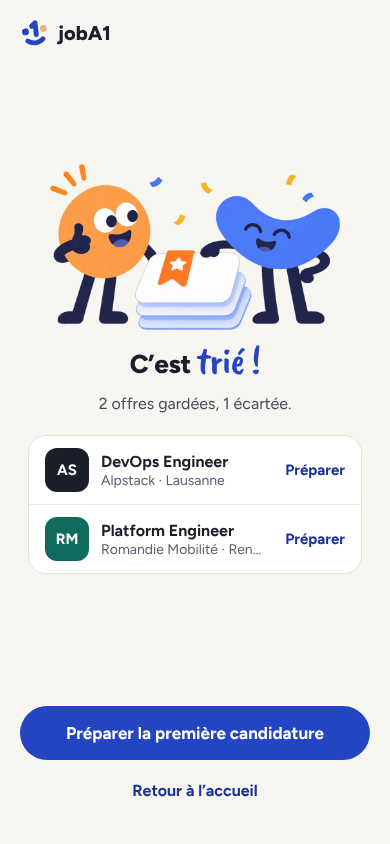 jobA1
C’est trié !
2 offres gardées, 1 écartée.
AS
DevOps Engineer
Alpstack · Lausanne
Préparer
RM
Platform Engineer
Romandie Mobilité · Ren…
Préparer
Préparer la première candidature
Retour à l’accueil